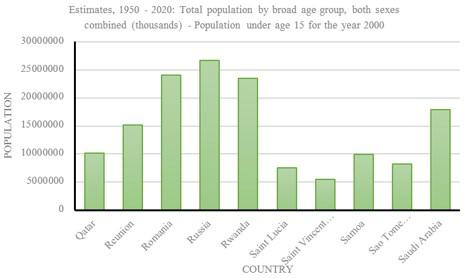 Estimates, 1950 - 2020: Total population by broad age group, both sexes
combined (thousands) - Population under age 15 for the year 2000
POPULATION
30000000
25000000
20000000
15000000
10000000
5000000
0
Qatar
Reunion
Romania
Russia
Rwanda
Saint Lucia
Saint Vincent…
Samoa
Sao Tome…
Saudi Arabia
COUNTRY